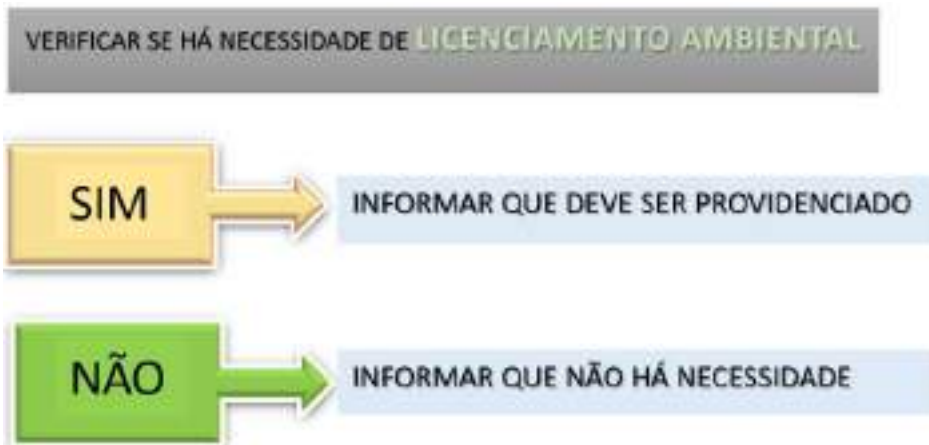 VERIFICAR SE HÁ NECESSIDADE DE LICENCIAMENTO AMBIENTAL
SIM
INFORMAR QUE DEVE SER PROVIDENCIADO
NÃO
INFORMAR QUE NÃO HÁ NECESSIDADE